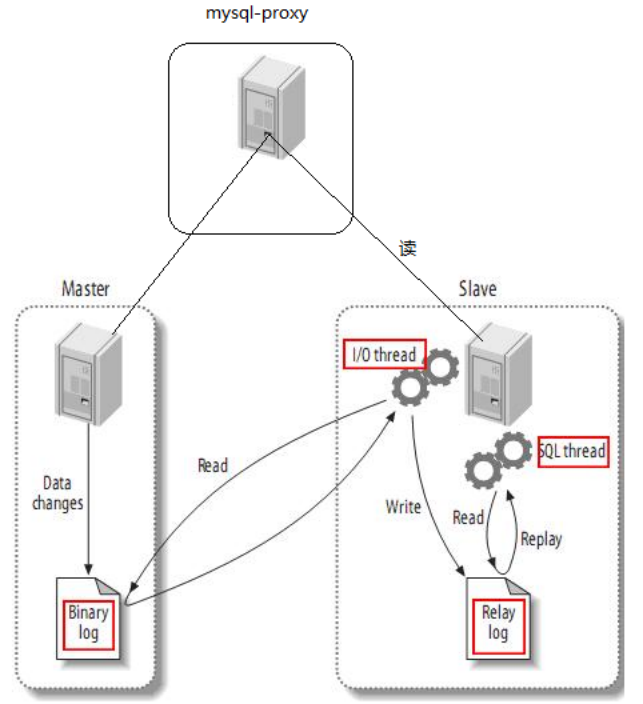 mysql-proxy
读
Master
Slave
I/O thread
SQL thread
Data
changes
Read
Write
Read
Replay
Binary
log
Relay
log